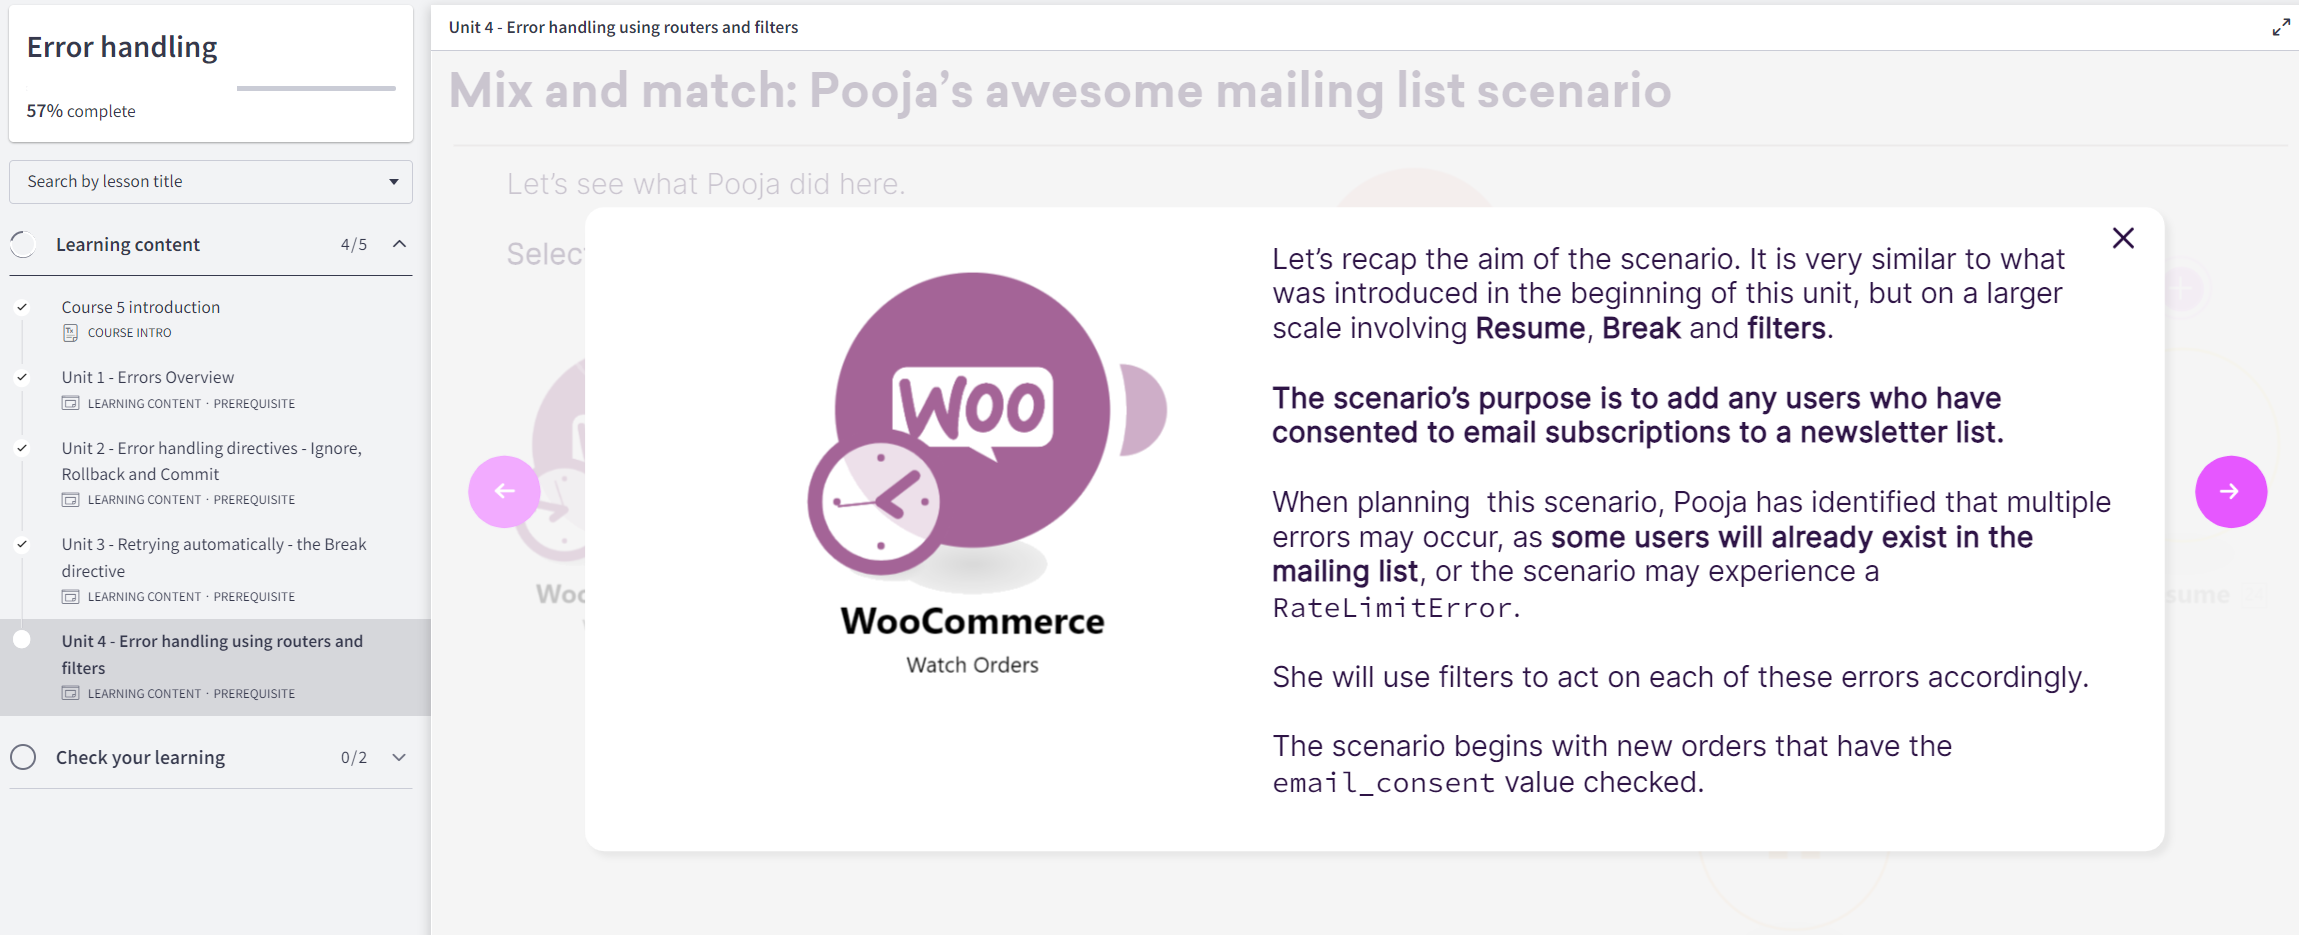 Error handling
57% complete
Search by lesson title
Learning content 4/5
Course 5 introduction
COURSE INTRO
Unit 1 - Errors Overview
LEARNING CONTENT · PREREQUISITE
Unit 2 - Error handling directives - Ignore,
Rollback and Commit
LEARNING CONTENT · PREREQUISITE
Unit 3 - Retrying automatically - the Break
directive
LEARNING CONTENT · PREREQUISITE
Unit 4 - Error handling using routers and
filters
LEARNING CONTENT · PREREQUISITE
Check your learning 0/2
Unit 4 - Error handling using routers and filters
Mix and match: Pooja’s awesome mailing list scenario
Let’s see what Pooja did here.
WOO
WooCommerce
Watch Orders
Let’s recap the aim of the scenario. It is very similar to what
was introduced in the beginning of this unit, but on a larger
scale involving Resume, Break and filters.
The scenario’s purpose is to add any users who have
consented to email subscriptions to a newsletter list.
When planning  this scenario, Pooja has identified that multiple
errors may occur, as some users will already exist in the
mailing list, or the scenario may experience a
RateLimitError.
She will use filters to act on each of these errors accordingly.
The scenario begins with new orders that have the
email_consent value checked.